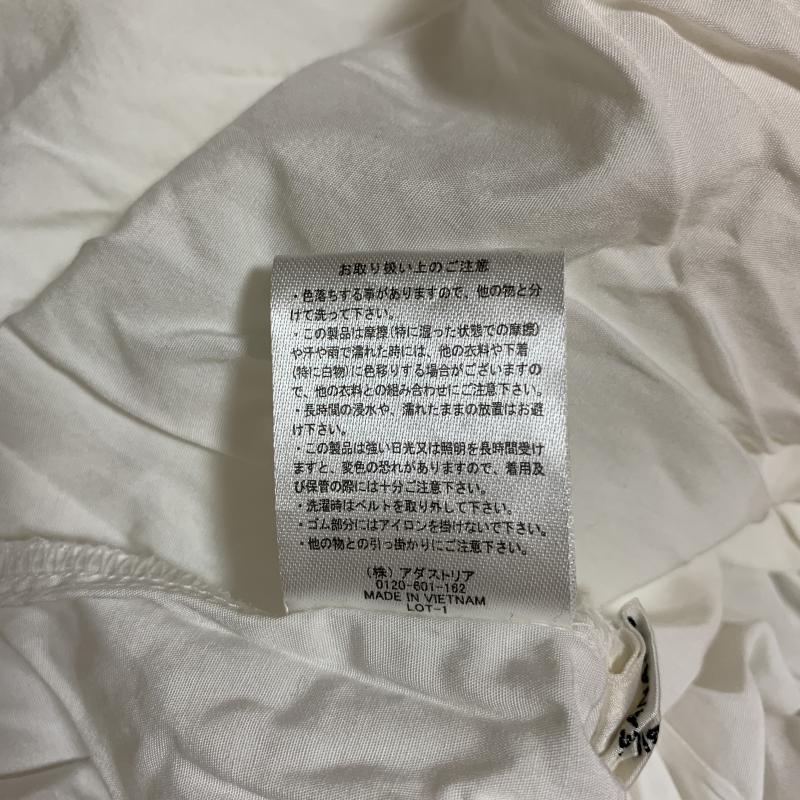 お取り扱い上のご注意
・色落ちする事がありますので、他の物と分
けて洗って下さい。
・この製品は摩擦(特に湿った状態での摩擦)
や汗や雨で濡れた時には、他の衣料や下着
(特に白物)に色移りする場合がございますの
で、他の衣料との組み合わせにご注意下さい。
・長時間の浸水や、濡れたままの放置はお避
け下さい。
・この製品は強い日光又は照明を長時間受け
ますと、変色の恐れがありますので、着用及
び保管の際には十分ご注意下さい。
・洗濯時はベルトを取り外して下さい。
・ゴム部分にはアイロンを掛けないで下さい。
・他の物との引っ掛かりにご注意下さい。
(株) アダストリア
0120-601-162
MADE IN VIETNAM
LOT-1